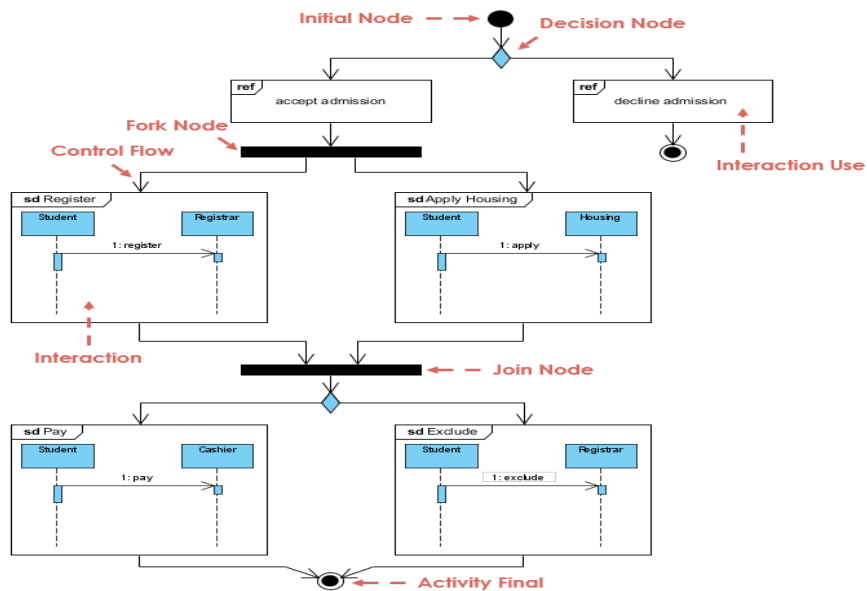 Initial Node
Decision Node
ref
accept admission
ref
decline admission
Fork Node
Control Flow
Interaction Use
sd Register
Student
Registrar
1: register
sd Apply Housing
Student
Housing
1: apply
Interaction
Join Node
sd Pay
Student
Cashier
1: pay
sd Exclude
Student
Registrar
1: exclude
Activity Final